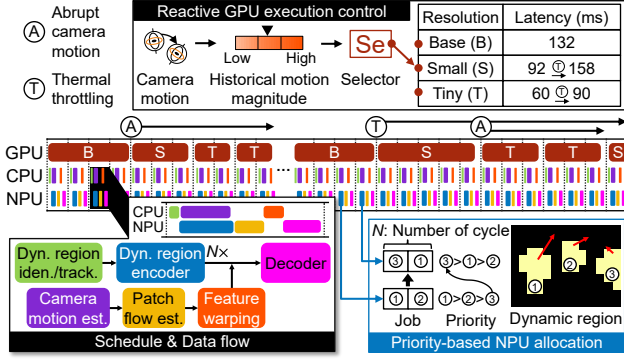 Ⓐ Abrupt camera motion
Ⓣ Thermal throttling
Reactive GPU execution control
Camera motion
Low High
Historical motion magnitude
Se
Selector
Resolution Latency (ms)
Base (B) 132
Small (S) 92 Ⓣ→ 158
Tiny (T) 60 Ⓣ→ 90
Ⓐ Ⓣ Ⓐ
GPU B S T T ... B S T T S
CPU
NPU
CPU
NPU
Dyn. region iden./track.
Dyn. region encoder
N×
Decoder
Camera motion est.
Patch flow est.
Feature warping
Schedule & Data flow
N: Number of cycle
③ ① ③>①>②
① ② ①>②>③
Job Priority
① ② ③
Dynamic region
Priority-based NPU allocation